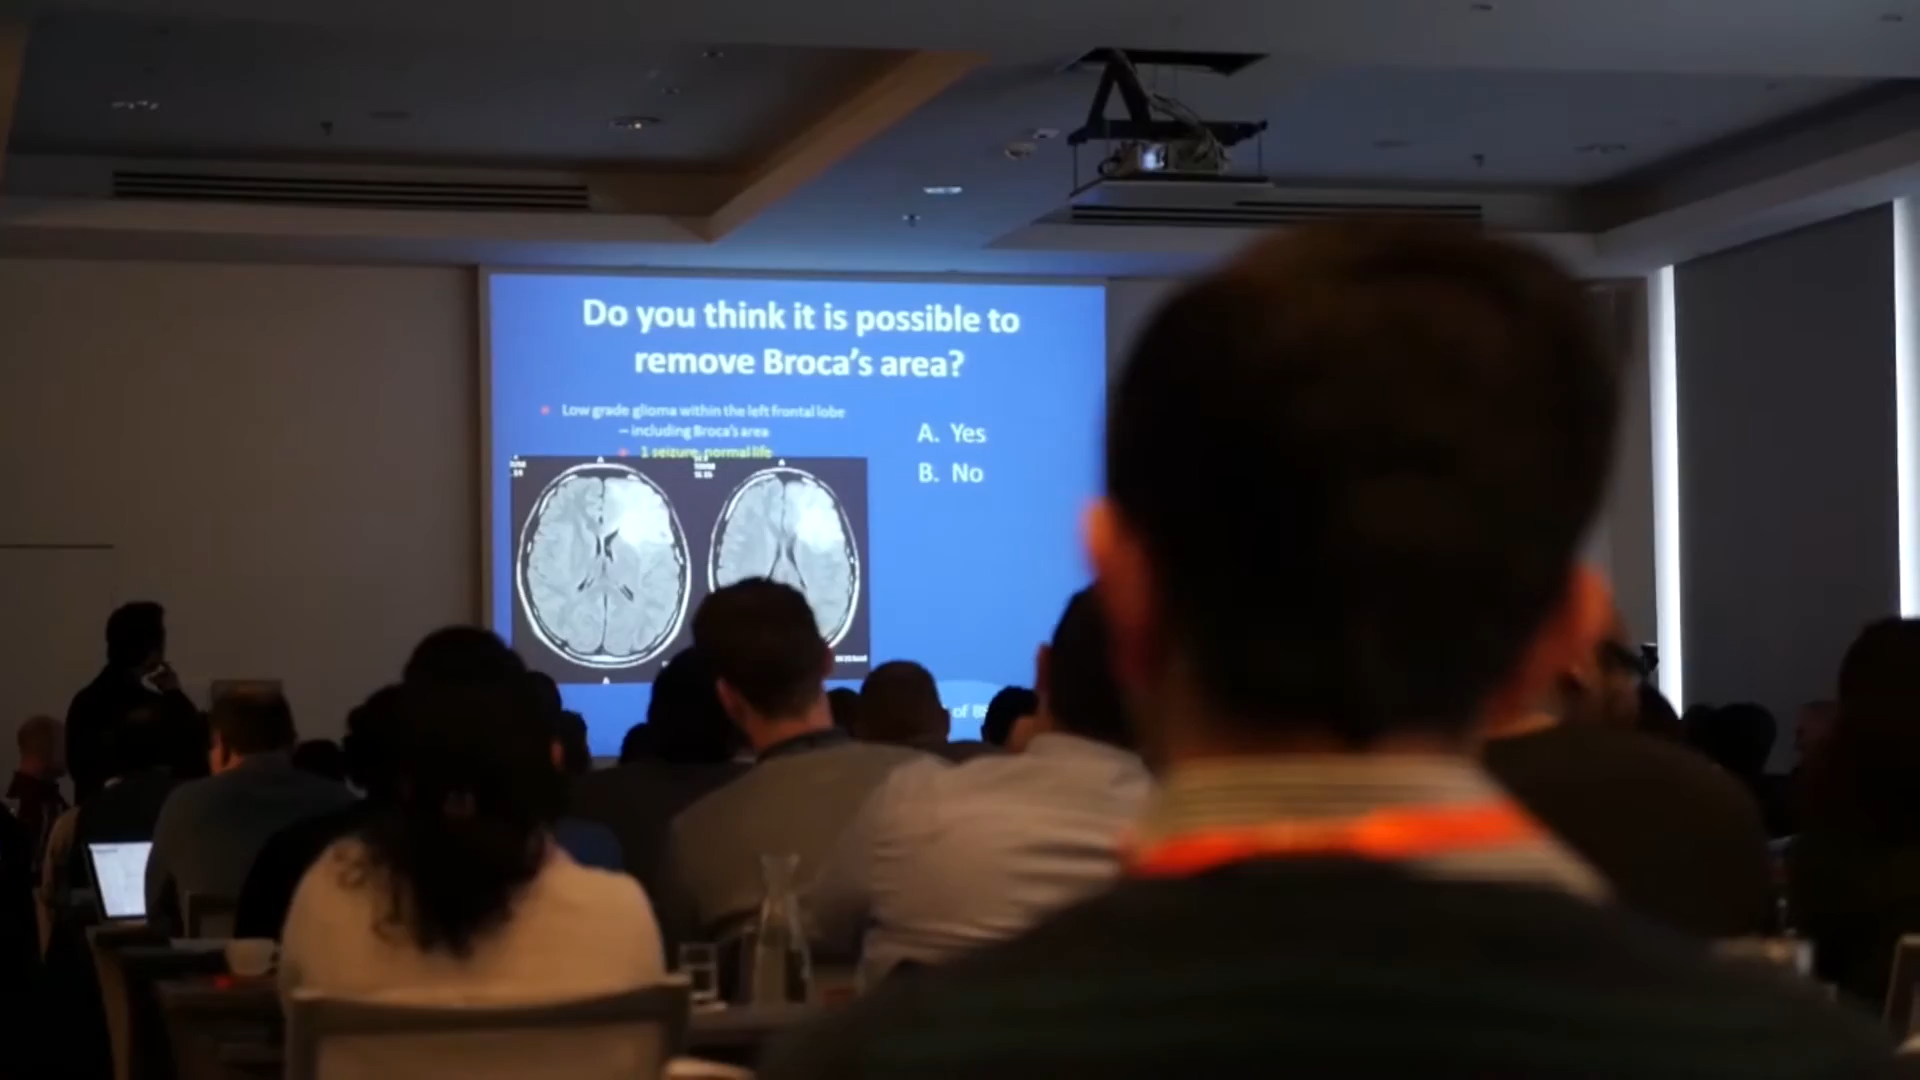 Do you think it is possible to
remove Broca's area?
Low grade glioma within the left frontal lobe
– including Broca's area
1 seizure, normal life
A. Yes
B. No
of